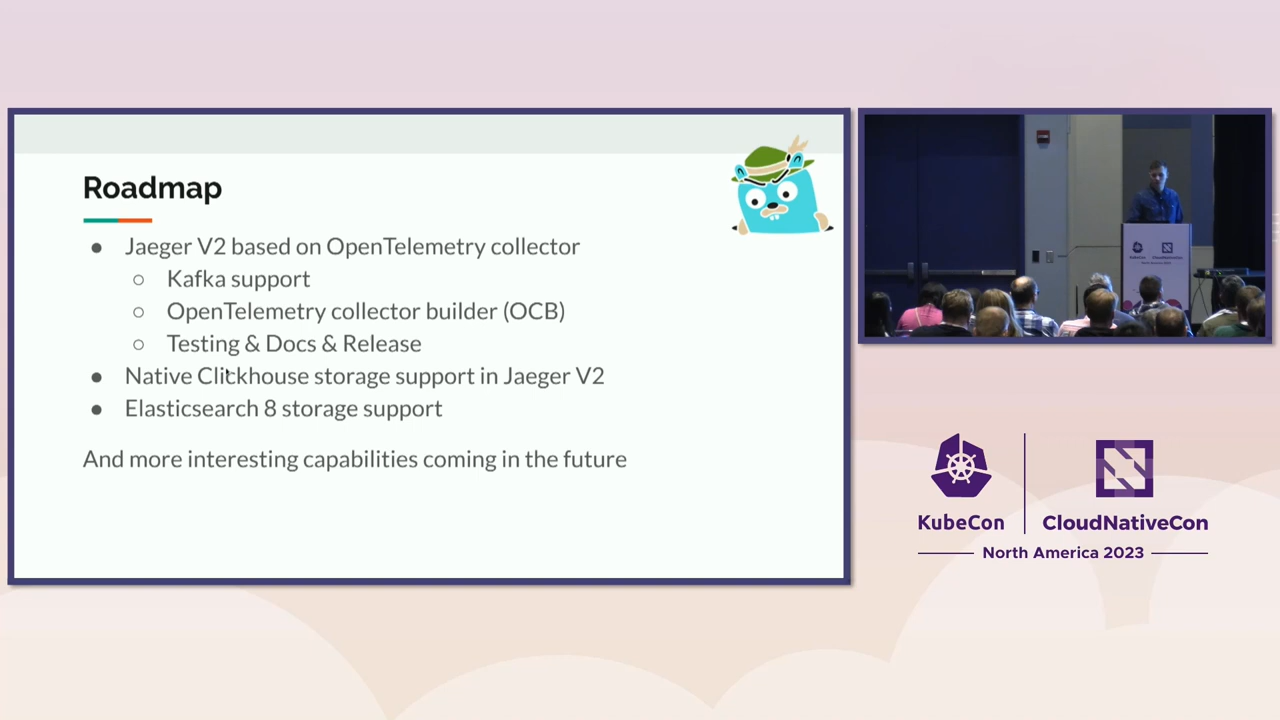 Roadmap
● Jaeger V2 based on OpenTelemetry collector
○ Kafka support
○ OpenTelemetry collector builder (OCB)
○ Testing & Docs & Release
● Native Clickhouse storage support in Jaeger V2
● Elasticsearch 8 storage support
And more interesting capabilities coming in the future
KubeCon
CloudNativeCon
North America 2023